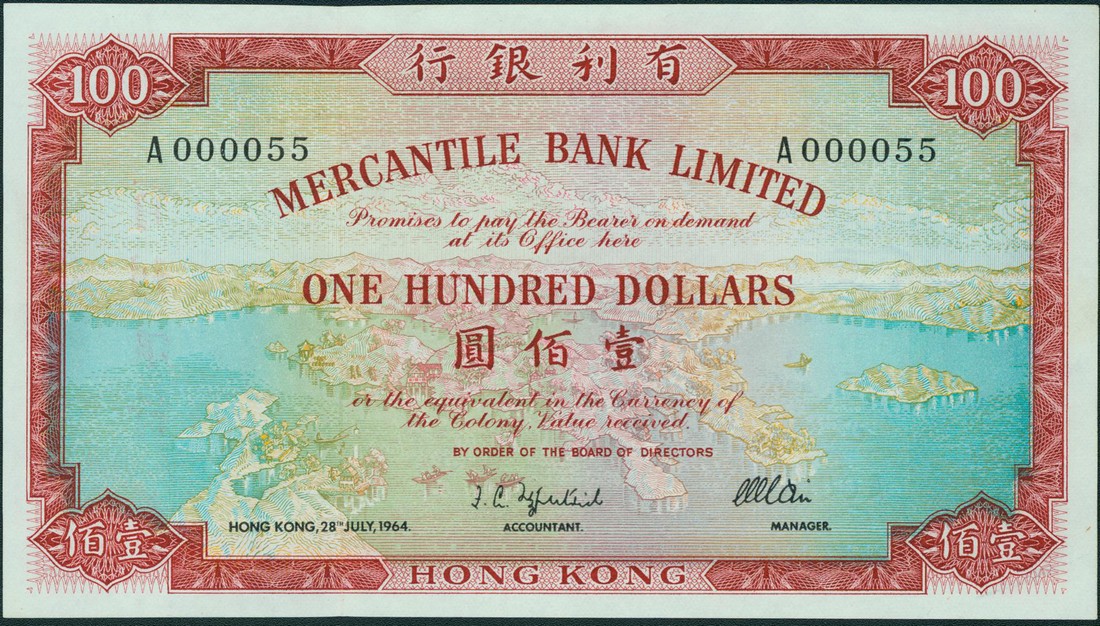 100 有利銀行 100
A 000055 A 000055
MERCANTILE BANK LIMITED
Promises to pay the Bearer on demand
at its Office here
ONE HUNDRED DOLLARS
壹佰圓
or the equivalent in the Currency of
the Colony, Value received.
BY ORDER OF THE BOARD OF DIRECTORS
HONG KONG, 28TH JULY, 1964. ACCOUNTANT. MANAGER.
壹佰 HONG KONG 壹佰